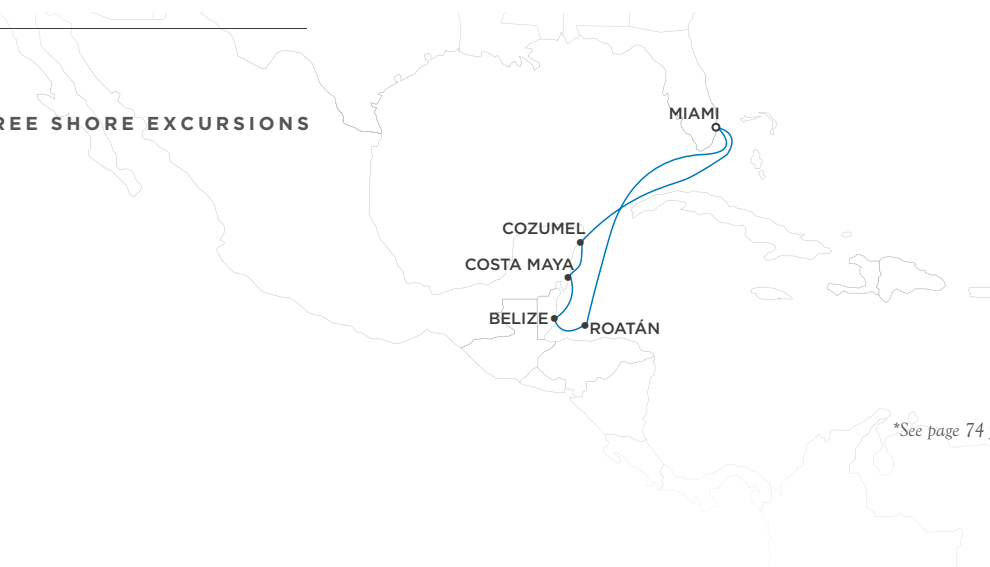 REE SHORE EXCURSIONS
MIAMI
COZUMEL
COSTA MAYA
BELIZE
ROATÁN
*See page 74